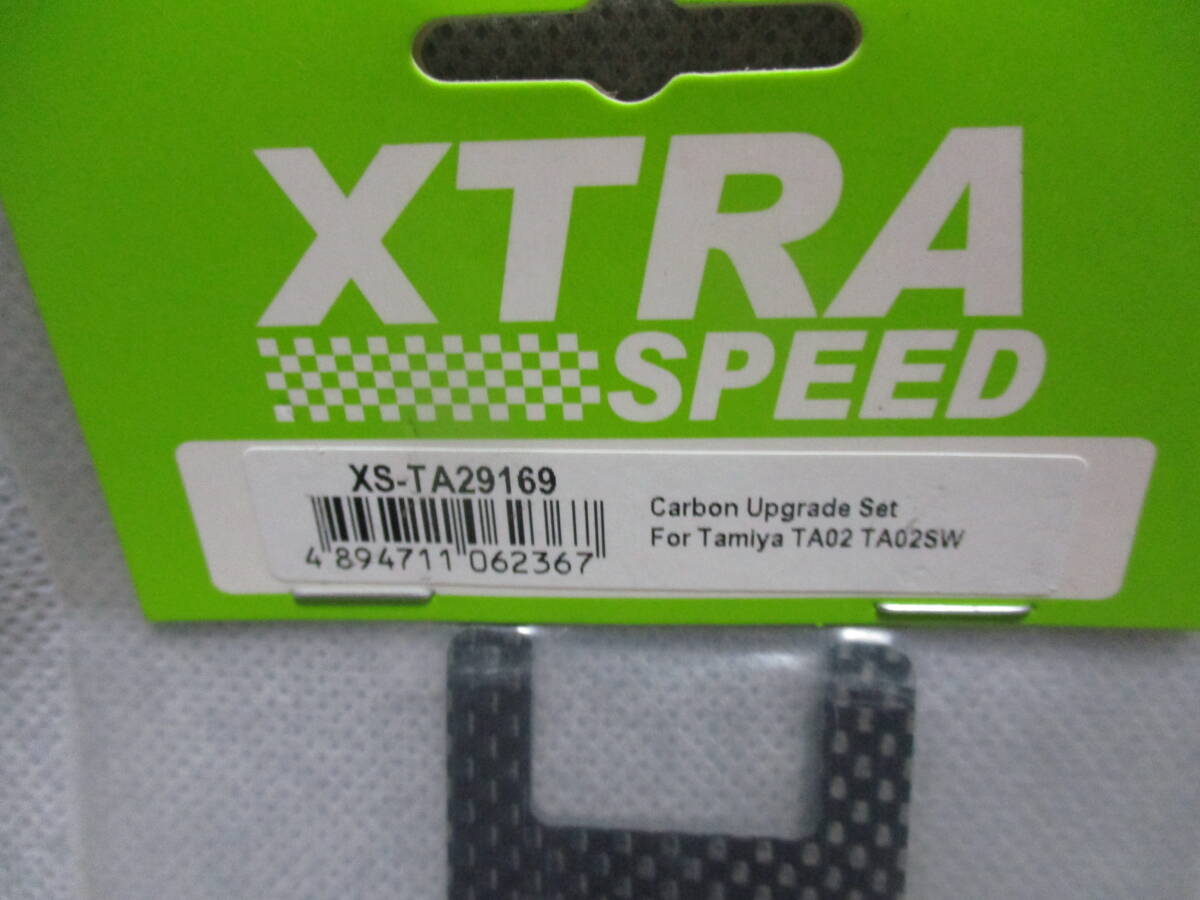 XTRA
SPEED
XS-TA29169
Carbon Upgrade Set
For Tamiya TA02 TA02SW
4 894711 062367